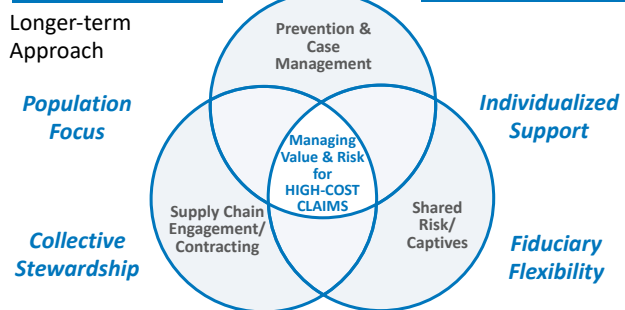 Longer-term
Approach
Prevention &
Case
Management
Population
Focus
Individualized
Support
Managing
Value & Risk
for
HIGH-COST
CLAIMS
Supply Chain
Engagement/
Contracting
Shared
Risk/
Captives
Collective
Stewardship
Fiduciary
Flexibility